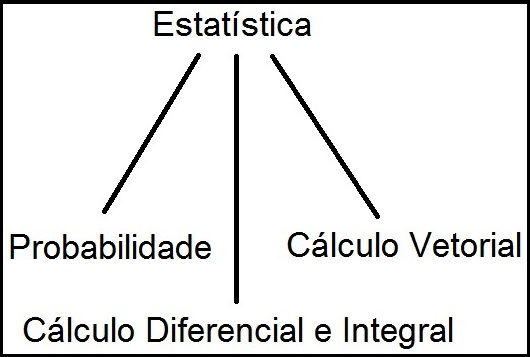 Estatística
Probabilidade
Cálculo Vetorial
Cálculo Diferencial e Integral